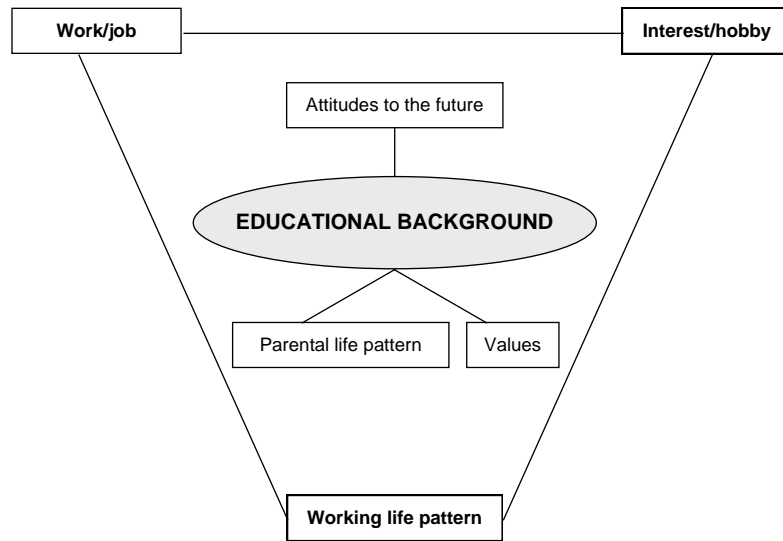 Work/job
Interest/hobby
Attitudes to the future
EDUCATIONAL BACKGROUND
Parental life pattern
Values
Working life pattern